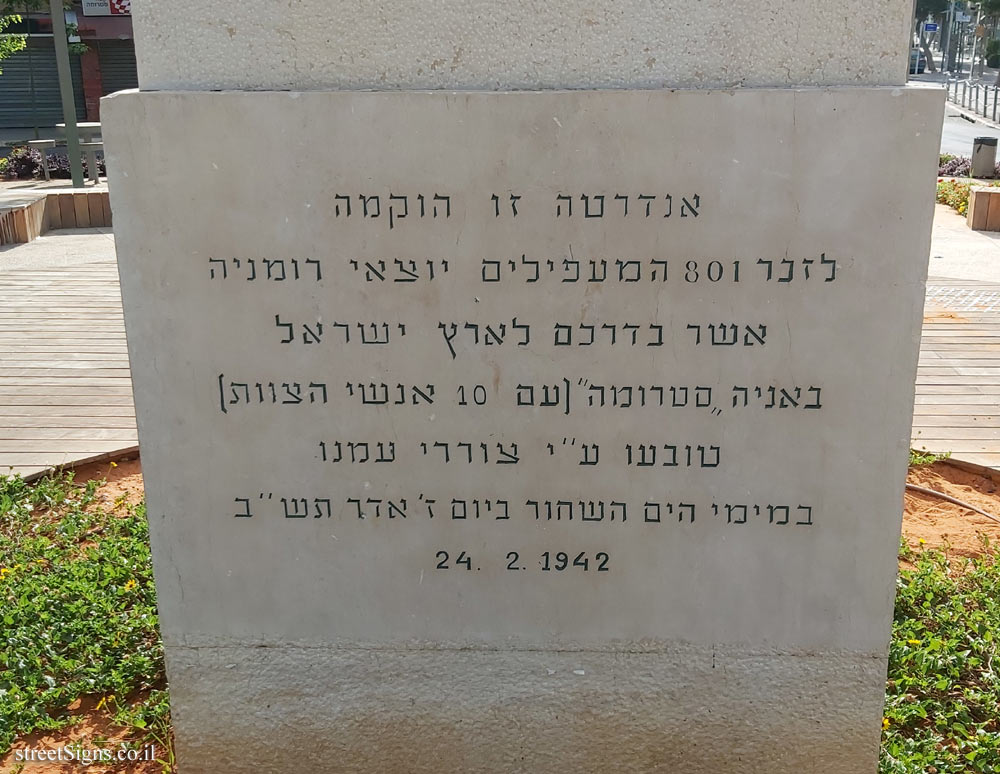 סטרומה
אנדרטה זו הוקמה
לזכר 801 המעפילים יוצאי רומניה
אשר בדרכם לארץ ישראל
באניה „סטרומה״ (עם 10 אנשי הצוות)
טובעו ע״י צוררי עמנו
במימי הים השחור ביום ז׳ אדר תש״ב
24. 2. 1942
streetSigns.co.il